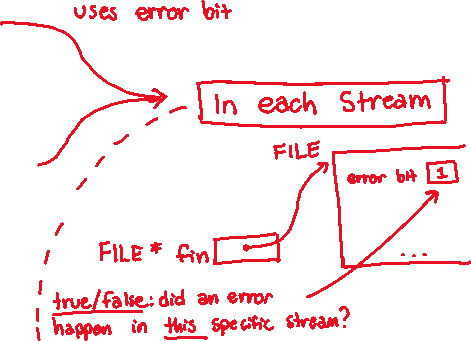 uses error bit
In each Stream
FILE
error bit 1
...
FILE * fin
true/false: did an error
happen in this specific stream?